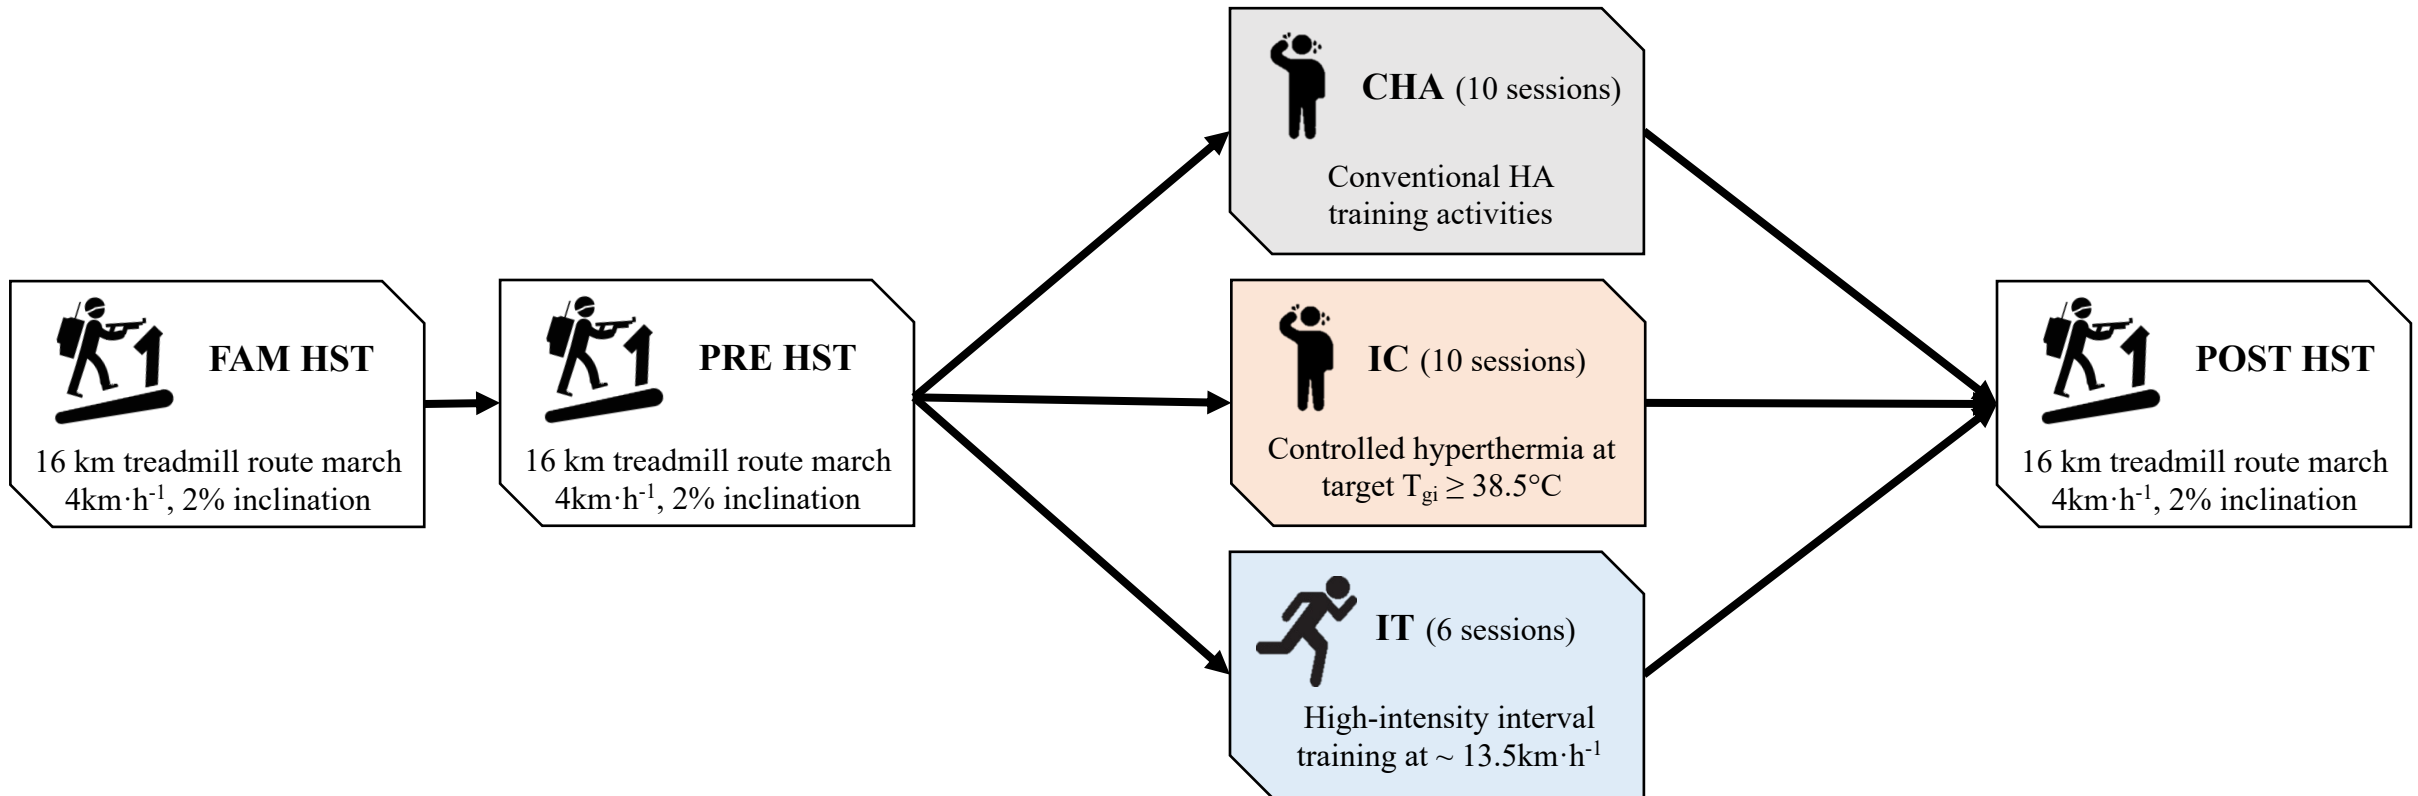 FAM HST
16 km treadmill route march
4km·h⁻¹, 2% inclination
PRE HST
16 km treadmill route march
4km·h⁻¹, 2% inclination
CHA (10 sessions)
Conventional HA
training activities
IC (10 sessions)
Controlled hyperthermia at
target Tgi ≥ 38.5°C
IT (6 sessions)
High-intensity interval
training at ~ 13.5km·h⁻¹
POST HST
16 km treadmill route march
4km·h⁻¹, 2% inclination